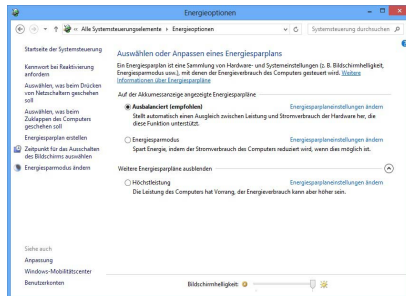 Energieoptionen
« Alle Systemsteuerungselemente ▸ Energieoptionen
Systemsteuerung durchsuchen
Startseite der Systemsteuerung
Kennwort bei Reaktivierung
anfordern
Auswählen, was beim Drücken
von Netzschaltern geschehen
soll
Auswählen, was beim
Zuklappen des Computers
geschehen soll
Energiesparplan erstellen
Zeitpunkt für das Ausschalten
des Bildschirms auswählen
Energiesparmodus ändern
Siehe auch
Anpassung
Windows-Mobilitätscenter
Benutzerkonten
Auswählen oder Anpassen eines Energiesparplans
Ein Energiesparplan ist eine Sammlung von Hardware- und Systemeinstellungen (z. B. Bildschirmhelligkeit,
Energiesparmodus usw.), mit denen der Energieverbrauch des Computers gesteuert wird. Weitere
Informationen über Energiesparpläne
Auf der Akkumessanzeige angezeigte Energiesparpläne
Ausbalanciert (empfohlen) Energiesparplaneinstellungen ändern
Stellt automatisch einen Ausgleich zwischen Leistung und Stromverbrauch der Hardware her, die
diese Funktion unterstützt.
Energiesparmodus Energiesparplaneinstellungen ändern
Spart Energie, indem der Stromverbrauch des Computers reduziert wird, wenn dies möglich ist.
Weitere Energiesparpläne ausblenden
Höchstleistung Energiesparplaneinstellungen ändern
Die Leistung des Computers hat Vorrang, der Energieverbrauch kann aber höher sein.
Bildschirmhelligkeit: